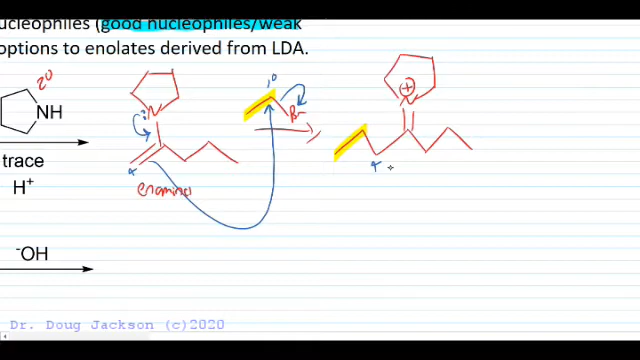 nucleophiles (good nucleophiles/weak
options to enolates derived from LDA.
2°
NH
trace
H⁺
N
enamine
1°
Br
N
+
⁻OH
Dr. Doug Jackson (c)2020